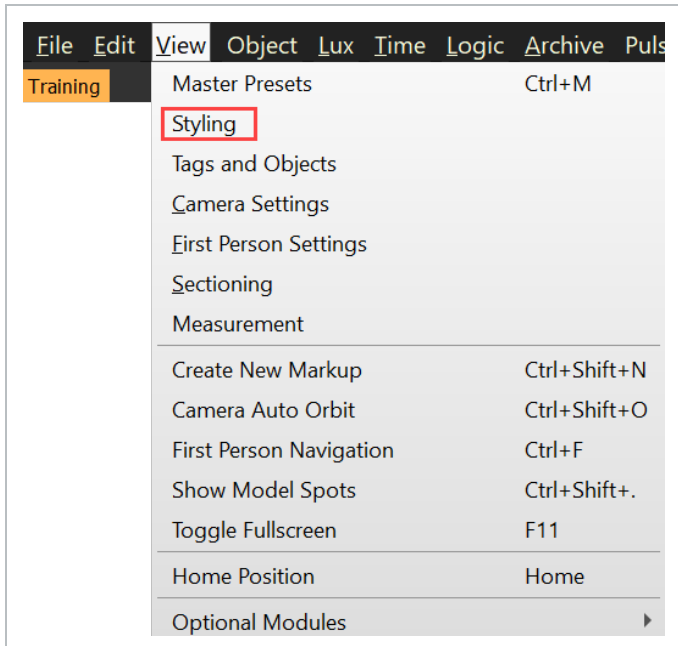 File Edit View Object Lux Time Logic Archive Puls
Training
Master Presets Ctrl+M
Styling
Tags and Objects
Camera Settings
First Person Settings
Sectioning
Measurement
Create New Markup Ctrl+Shift+N
Camera Auto Orbit Ctrl+Shift+O
First Person Navigation Ctrl+F
Show Model Spots Ctrl+Shift+.
Toggle Fullscreen F11
Home Position Home
Optional Modules